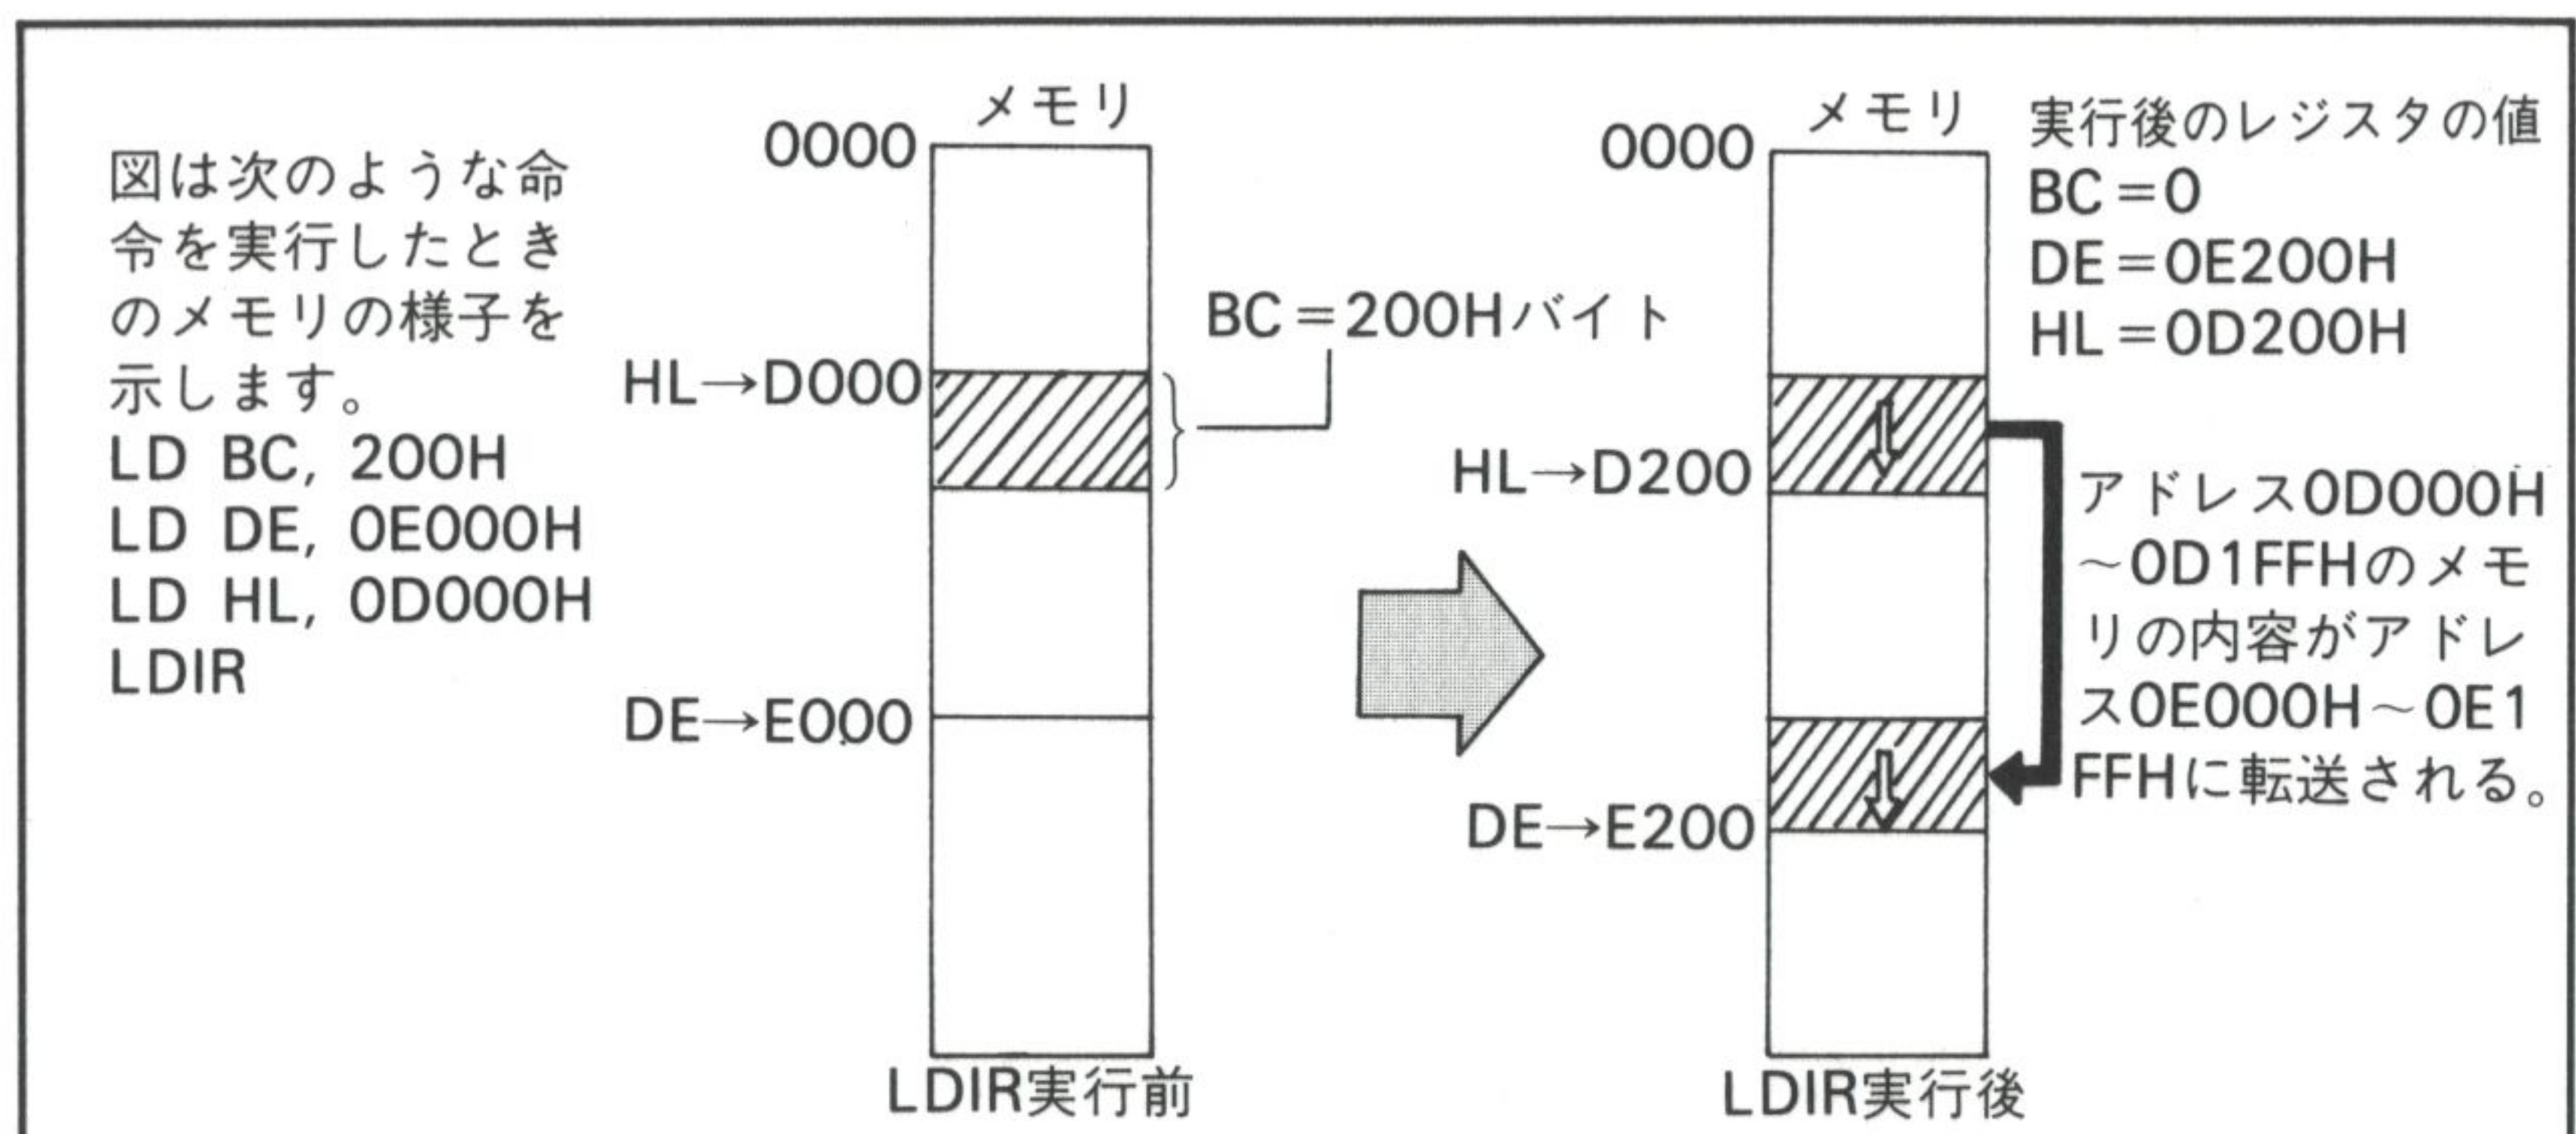 図は次のような命
令を実行したとき
のメモリの様子を
示します。
LD BC, 200H
LD DE, 0E000H
LD HL, 0D000H
LDIR
メモリ
0000
HL→D000
BC=200Hバイト
DE→E000
LDIR実行前
メモリ
0000
HL→D200
DE→E200
LDIR実行後
実行後のレジスタの値
BC=0
DE=0E200H
HL=0D200H
アドレス0D000H
～0D1FFHのメモ
リの内容がアドレ
ス0E000H～0E1
FFHに転送される。